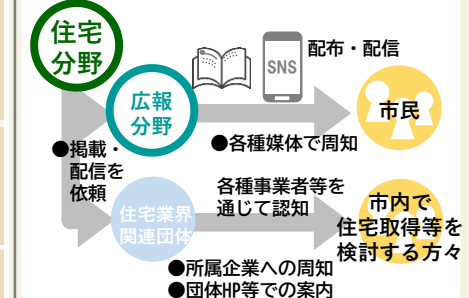 住宅
分野
広報
分野
SNS
配布・配信
市民
●各種媒体で周知
●掲載・
配信を
依頼
住宅業界
関連団体
各種事業者等を
通じて認知
市内で
住宅取得等を
検討する方々
●所属企業への周知
●団体HP等での案内